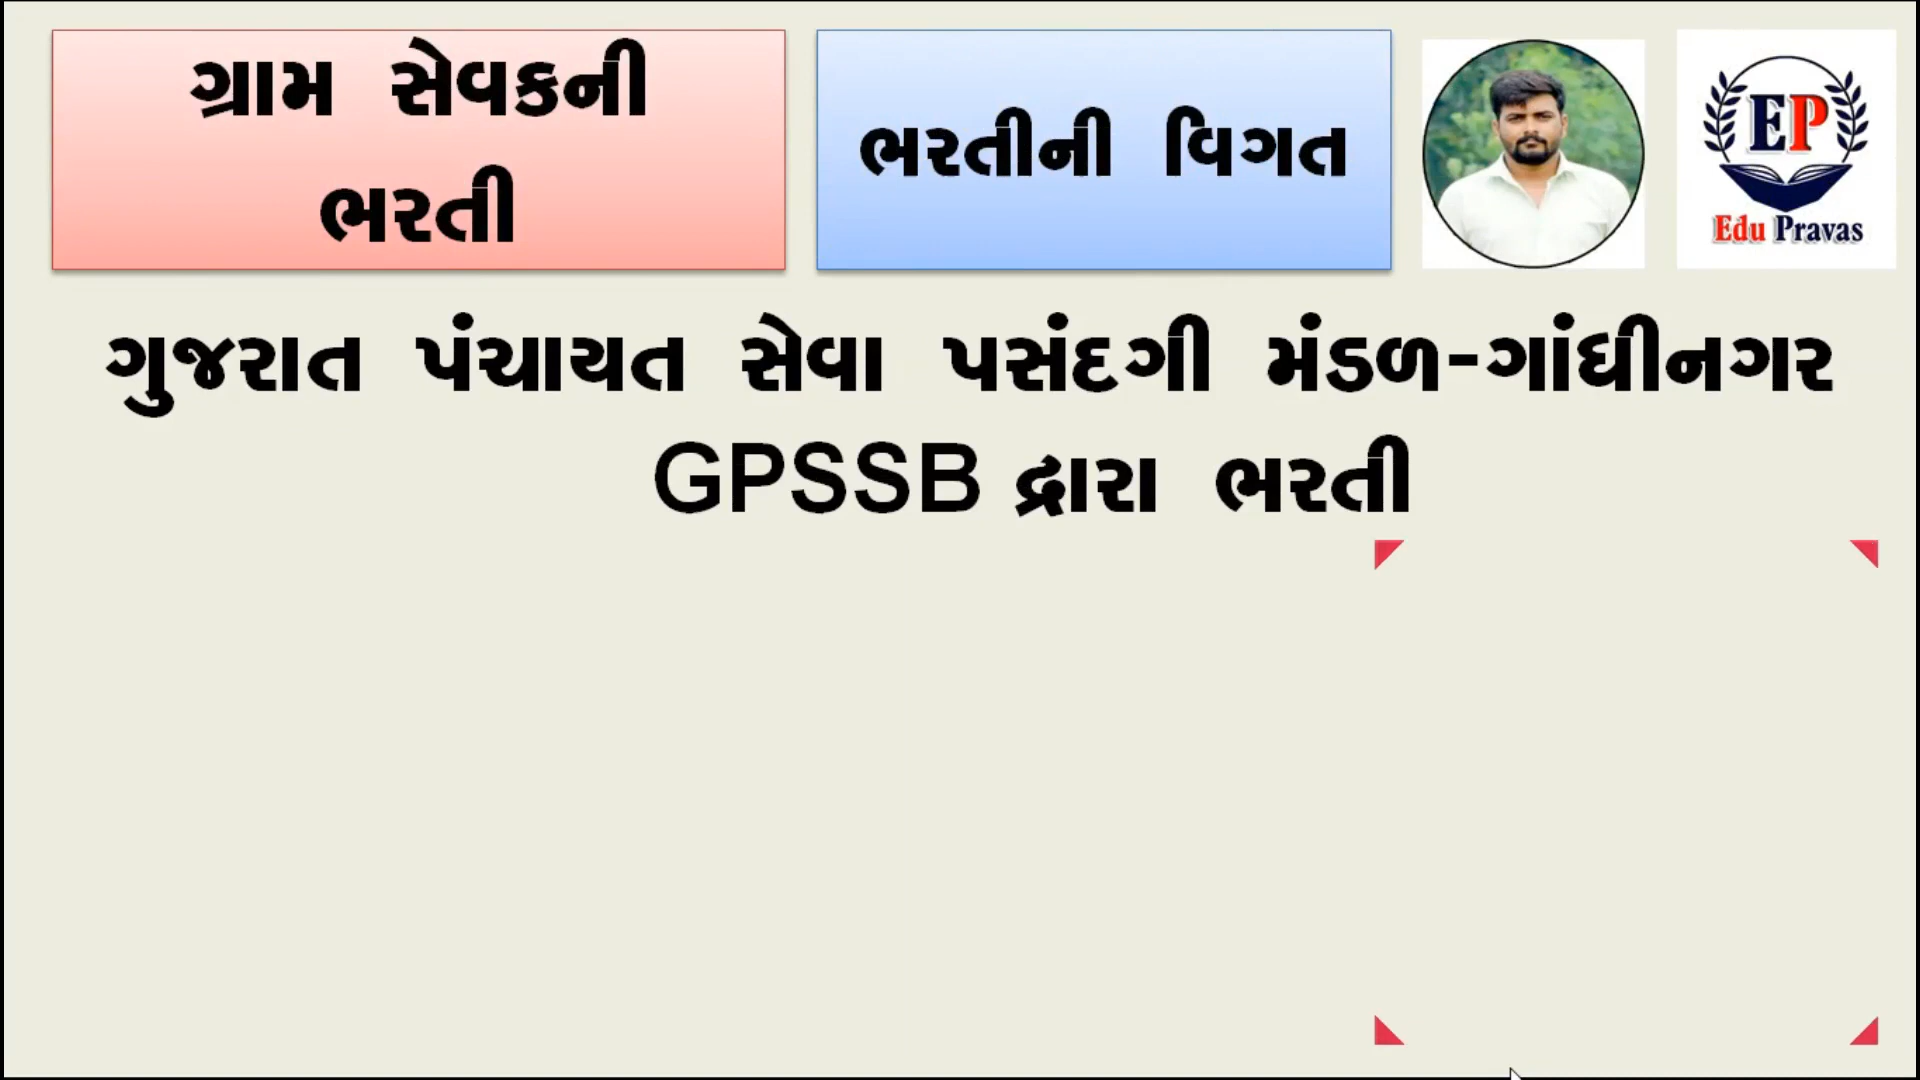 ગ્રામ સેવકની
ભરતી
ભરતીની વિગત
EP
Edu Pravas
ગુજરાત પંચાયત સેવા પસંદગી મંડળ-ગાંધીનગર
GPSSB દ્વારા ભરતી